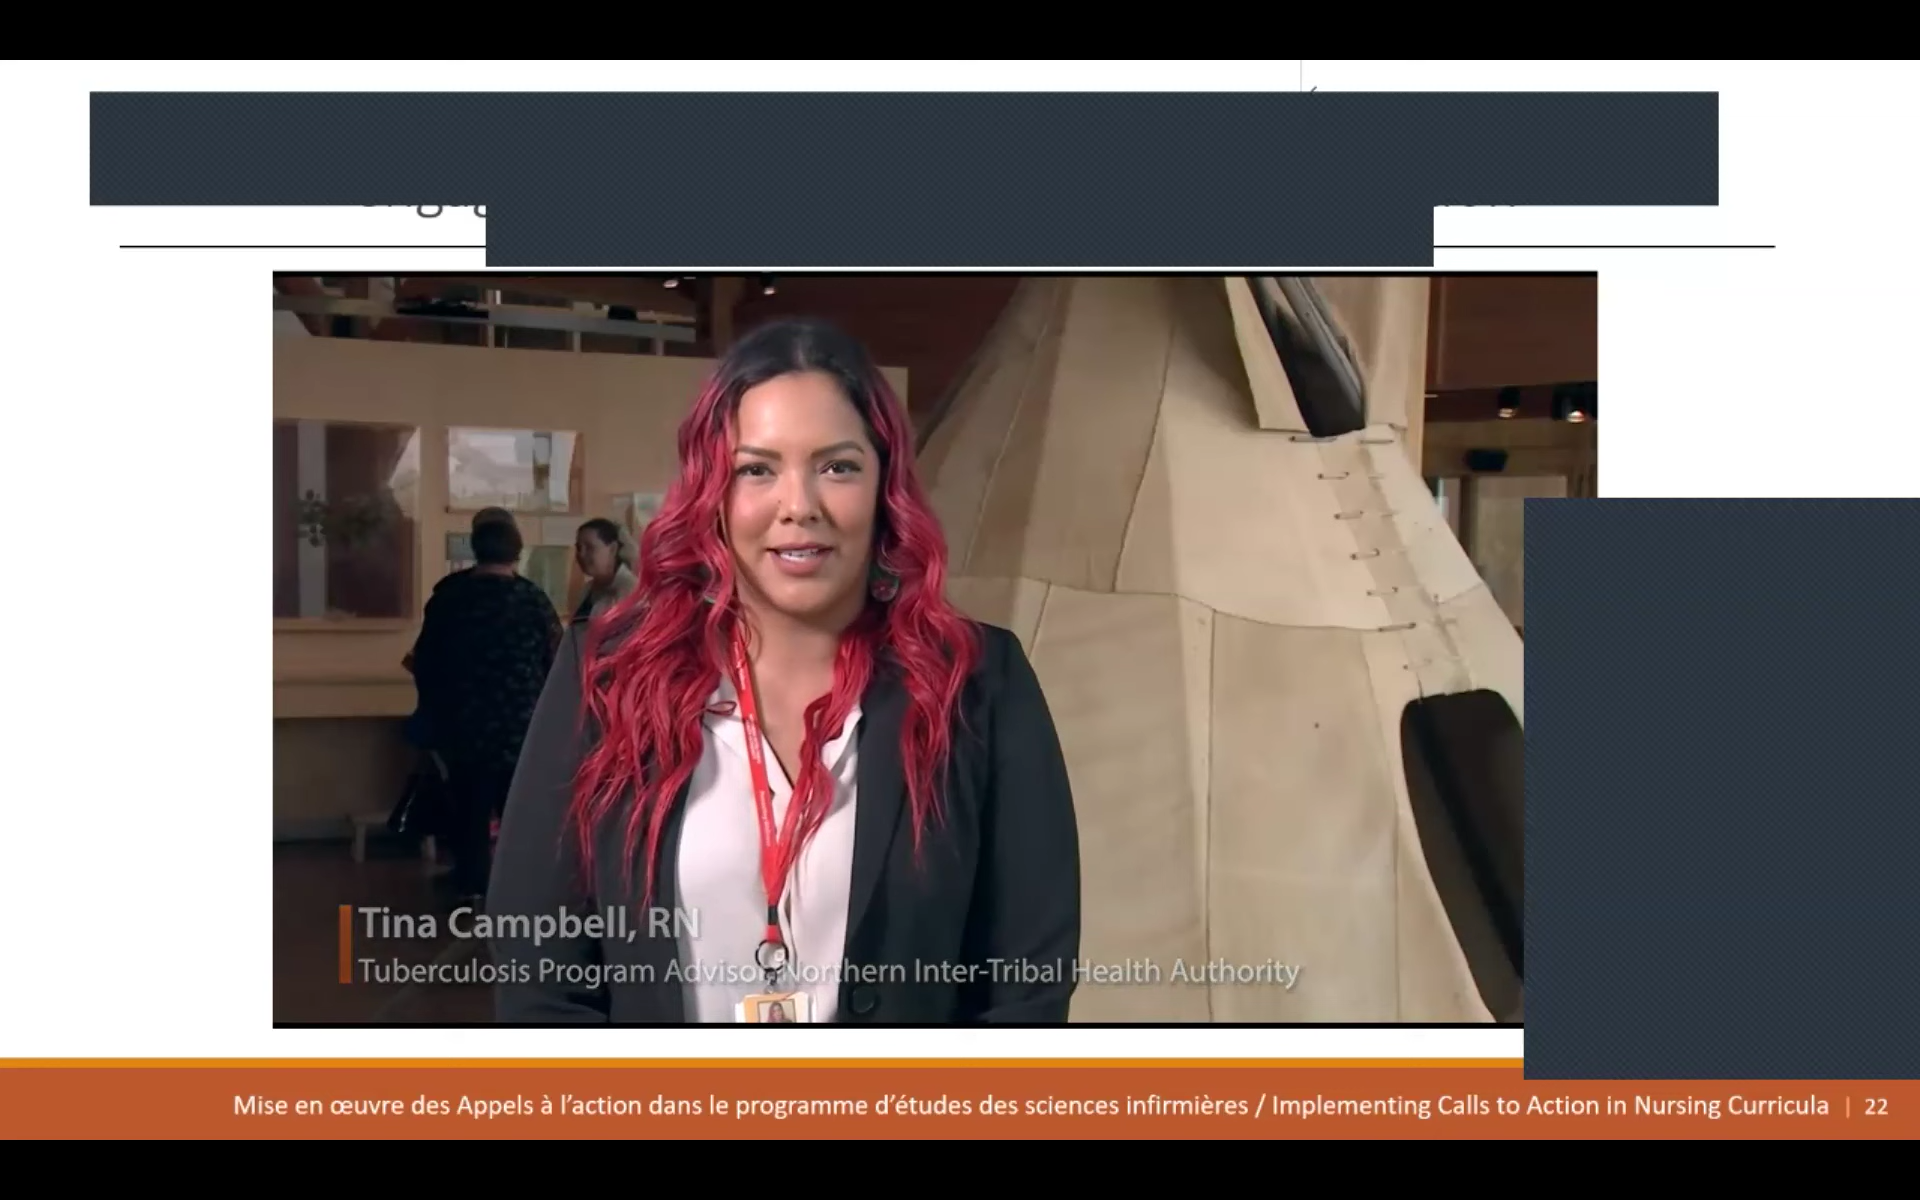 Tina Campbell, RN
Tuberculosis Program Advisor, Northern Inter-Tribal Health Authority
Mise en œuvre des Appels à l’action dans le programme d’études des sciences infirmières / Implementing Calls to Action in Nursing Curricula | 22